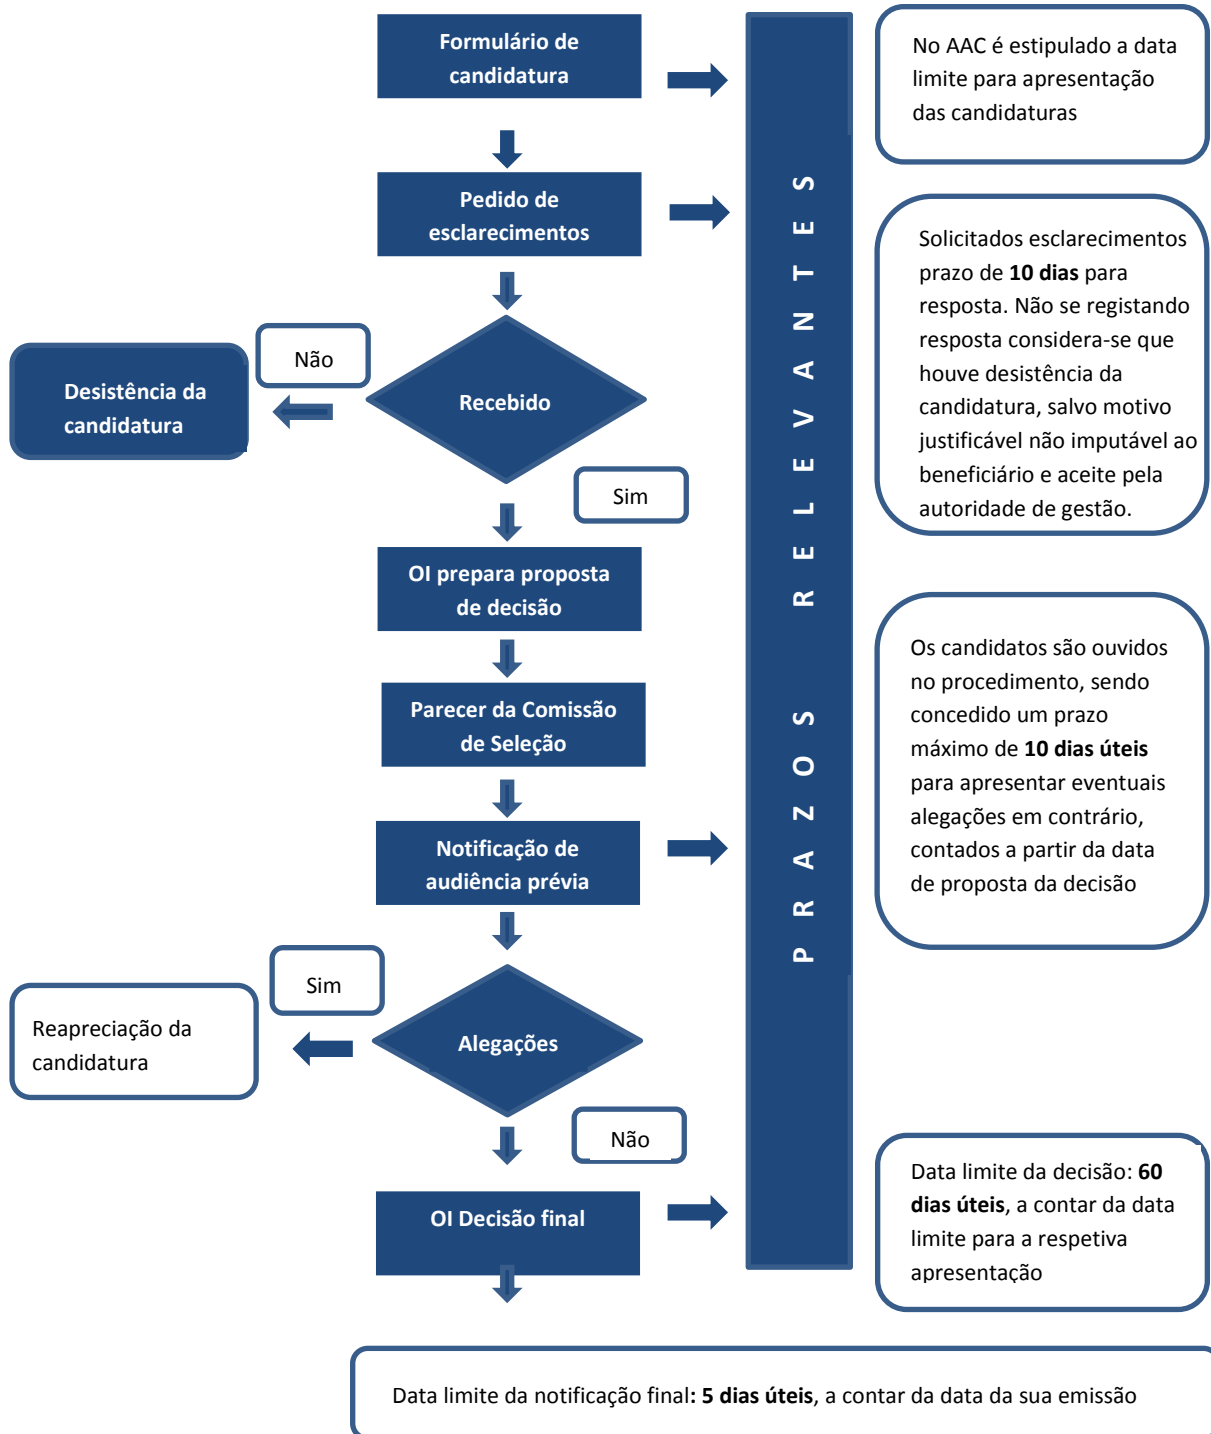 Formulário de
candidatura
No AAC é estipulado a data
limite para apresentação
das candidaturas
Pedido de
esclarecimentos
Solicitados esclarecimentos
prazo de 10 dias para
resposta. Não se registando
resposta considera-se que
houve desistência da
candidatura, salvo motivo
justificável não imputável ao
beneficiário e aceite pela
autoridade de gestão.
Não
Desistência da
candidatura
Recebido
Sim
PRAZOS RELEVANTES
OI prepara proposta
de decisão
Parecer da Comissão
de Seleção
Os candidatos são ouvidos
no procedimento, sendo
concedido um prazo
máximo de 10 dias úteis
para apresentar eventuais
alegações em contrário,
contados a partir da data
de proposta da decisão
Notificação de
audiência prévia
Sim
Reapreciação da
candidatura
Alegações
Não
OI Decisão final
Data limite da decisão: 60
dias úteis, a contar da data
limite para a respetiva
apresentação
Data limite da notificação final: 5 dias úteis, a contar da data da sua emissão